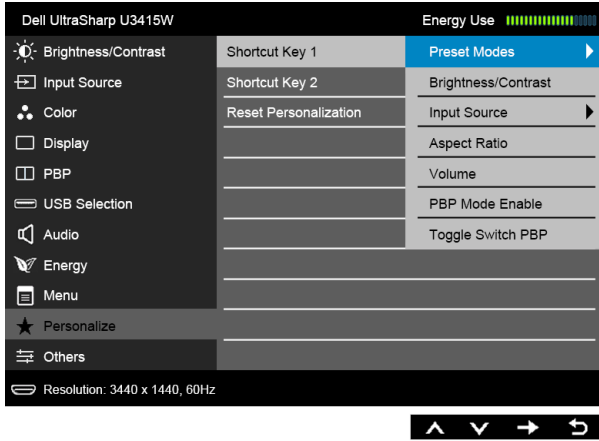 Dell UltraSharp U3415W
Energy Use
Brightness/Contrast
Input Source
Color
Display
PBP
USB Selection
Audio
Energy
Menu
Personalize
Others
Shortcut Key 1
Shortcut Key 2
Reset Personalization
Preset Modes
Brightness/Contrast
Input Source
Aspect Ratio
Volume
PBP Mode Enable
Toggle Switch PBP
Resolution: 3440 x 1440, 60Hz